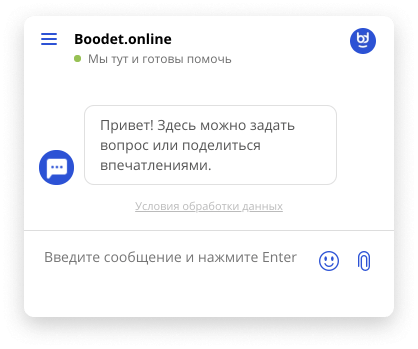 Boodet.online
Мы тут и готовы помочь
Привет! Здесь можно задать
вопрос или поделиться
впечатлениями.
Условия обработки данных
Введите сообщение и нажмите Enter